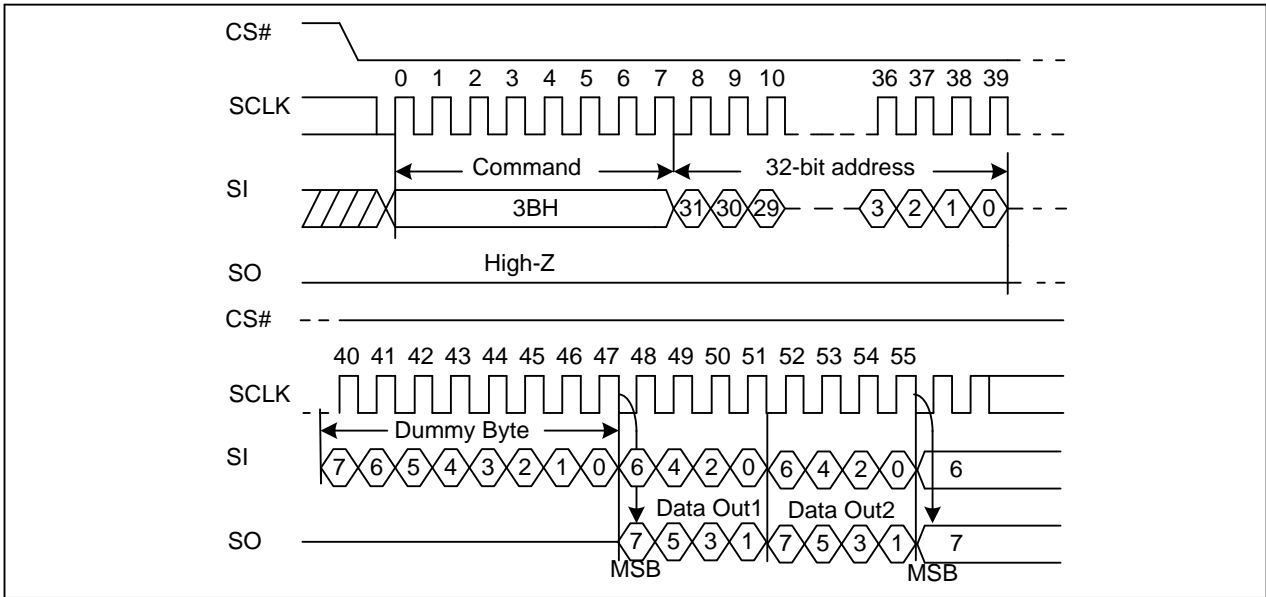 CS#
0 1 2 3 4 5 6 7 8 9 10 36 37 38 39
SCLK
Command 32-bit address
SI
3BH 31 30 29 3 2 1 0
High-Z
SO
CS#
40 41 42 43 44 45 46 47 48 49 50 51 52 53 54 55
SCLK
Dummy Byte
SI 7 6 5 4 3 2 1 0 6 4 2 0 6 4 2 0 6
Data Out1 Data Out2
SO 7 5 3 1 7 5 3 1 7
MSB MSB